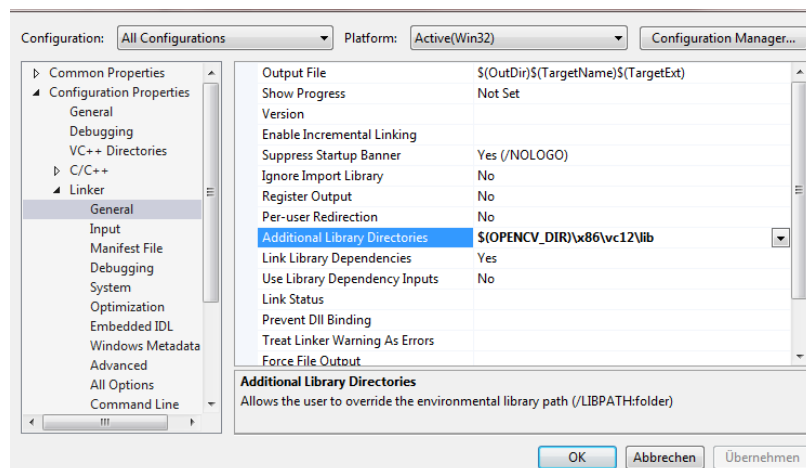 Configuration: All Configurations Platform: Active(Win32) Configuration Manager...
Common Properties
Configuration Properties
General
Debugging
VC++ Directories
C/C++
Linker
General
Input
Manifest File
Debugging
System
Optimization
Embedded IDL
Windows Metadata
Advanced
All Options
Command Line
Output File $(OutDir)$(TargetName)$(TargetExt)
Show Progress Not Set
Version
Enable Incremental Linking
Suppress Startup Banner Yes (/NOLOGO)
Ignore Import Library No
Register Output No
Per-user Redirection No
Additional Library Directories $(OPENCV_DIR)\x86\vc12\lib
Link Library Dependencies Yes
Use Library Dependency Inputs No
Link Status
Prevent Dll Binding
Treat Linker Warning As Errors
Force File Output
Additional Library Directories
Allows the user to override the environmental library path (/LIBPATH:folder)
OK Abbrechen Übernehmen